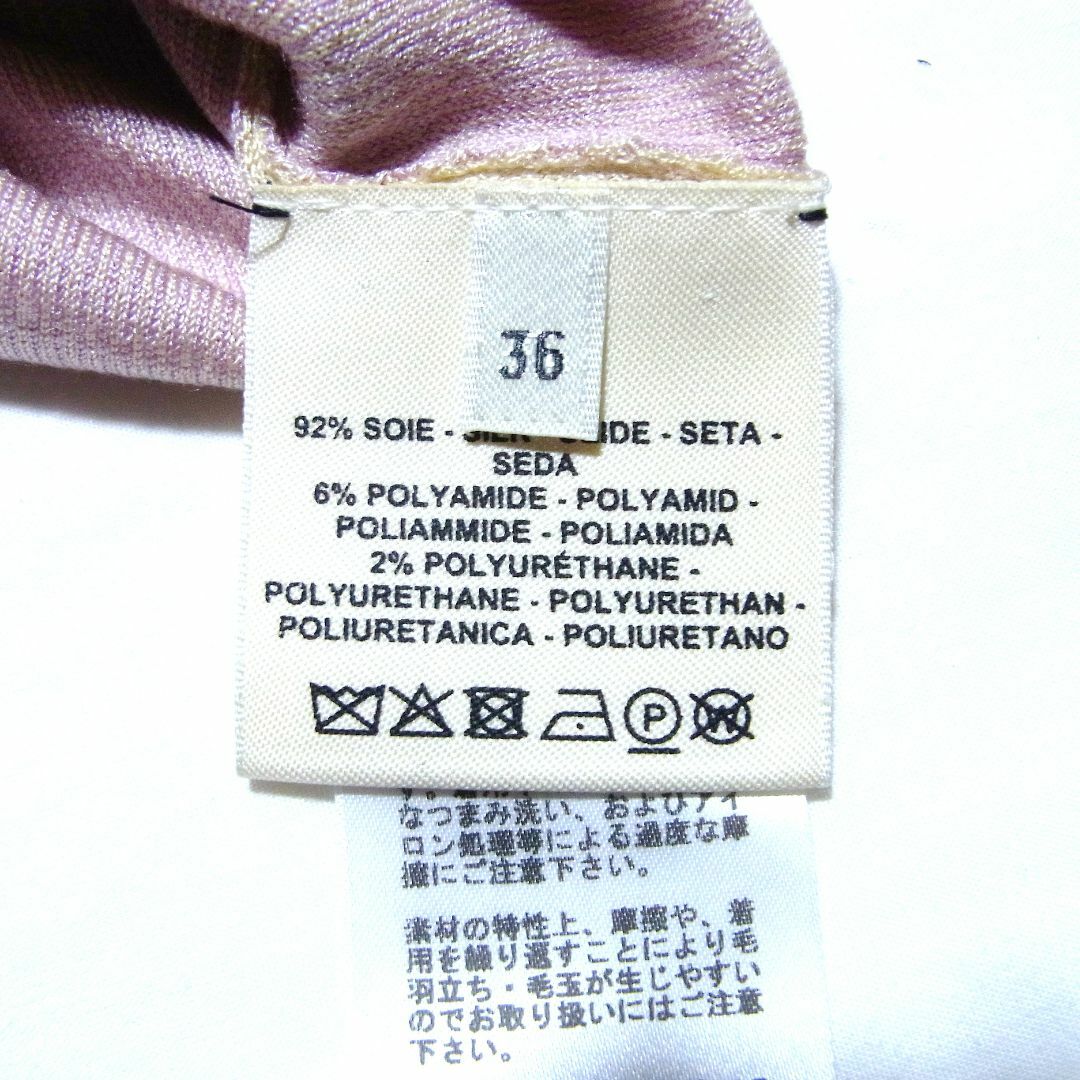 36
92% SOIE - SILK - SEIDE - SETA -
SEDA
6% POLYAMIDE - POLYAMID -
POLIAMMIDE - POLIAMIDA
2% POLYURÉTHANE -
POLYURETHANE - POLYURETHAN -
POLIURETANICA - POLIURETANO
P W
なつまみ洗い、およびアイ
ロン処理等による過度な摩
擦にご注意下さい。
素材の特性上、摩擦や、着
用を繰り返すことにより毛
羽立ち・毛玉が生じやすい
のでお取り扱いにはご注意
下さい。